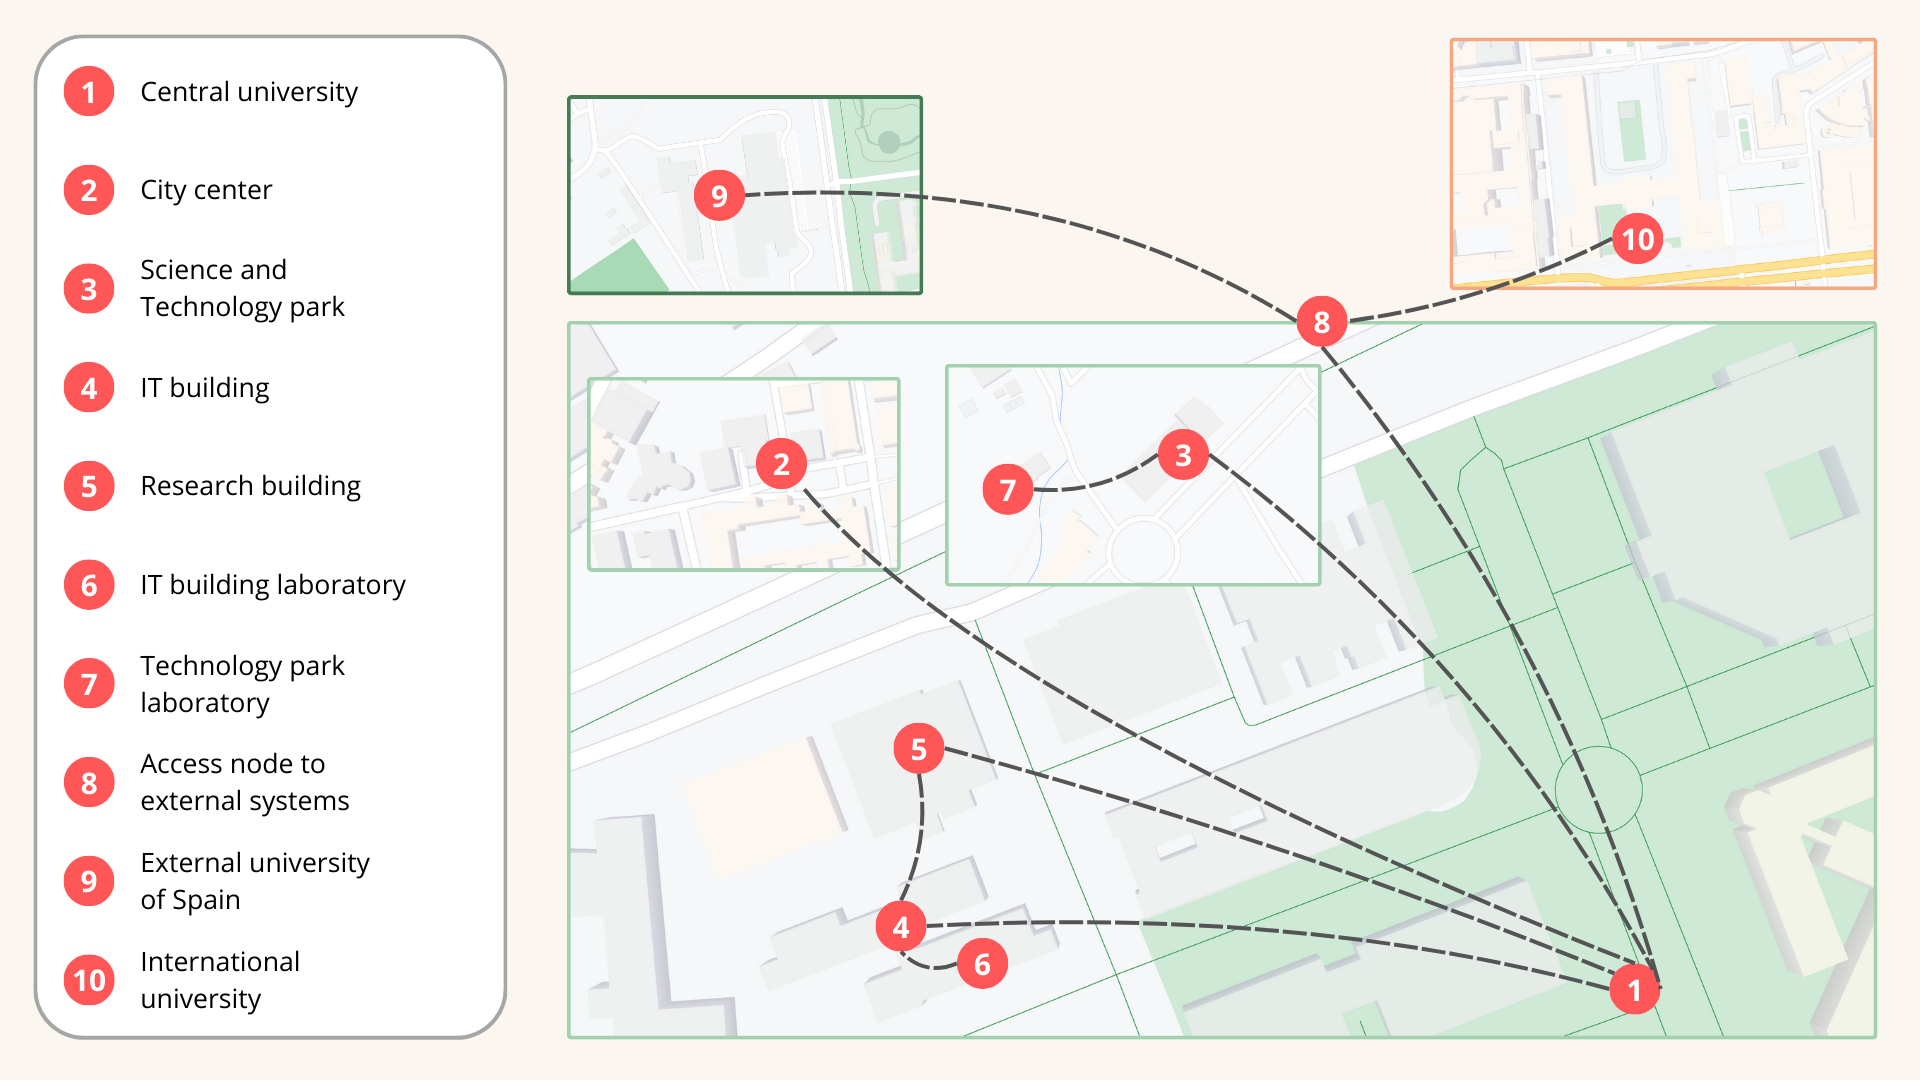 1 Central university
2 City center
3 Science and
Technology park
4 IT building
5 Research building
6 IT building laboratory
7 Technology park
laboratory
8 Access node to
external systems
9 External university
of Spain
10 International
university
9
10
8
2
3
7
5
4
6
1